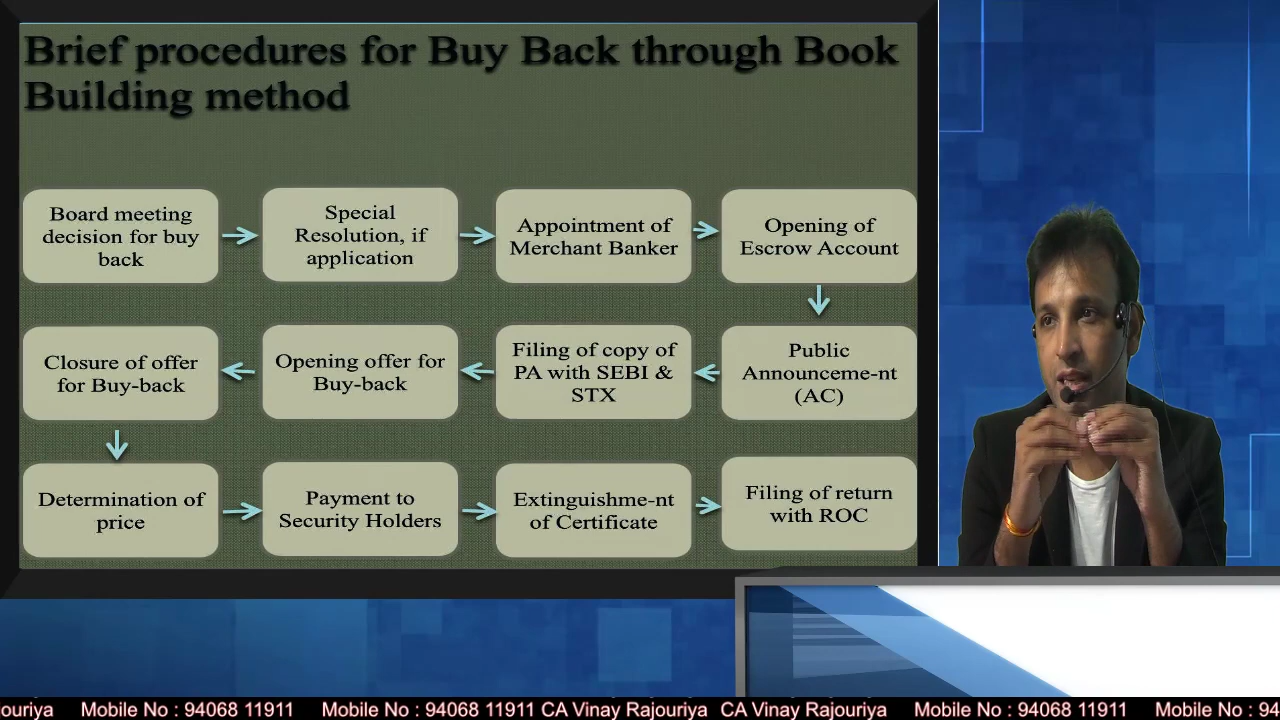 Brief procedures for Buy Back through Book
Building method
Board meeting
decision for buy
back
Special
Resolution, if
application
Appointment of
Merchant Banker
Opening of
Escrow Account
Public
Announceme-nt
(AC)
Filing of copy of
PA with SEBI &
STX
Opening offer for
Buy-back
Closure of offer
for Buy-back
Determination of
price
Payment to
Security Holders
Extinguishme-nt
of Certificate
Filing of return
with ROC
ajouriya Mobile No : 94068 11911 Mobile No : 94068 11911 CA Vinay Rajouriya CA Vinay Rajouriya Mobile No : 94068 11911 Mobile No : 94